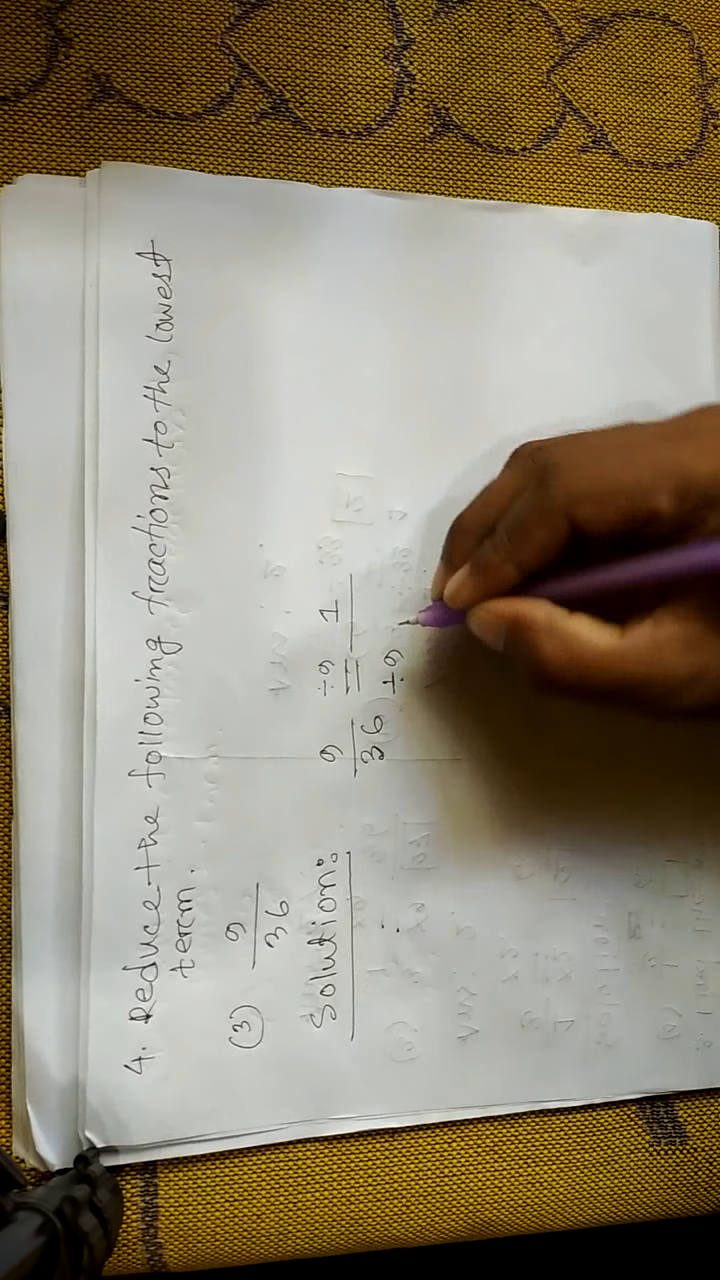 4. Reduce the following fractions to the lowest
term.
(3) 9/36
Solution:
9/36 ÷9/÷9 = 1/